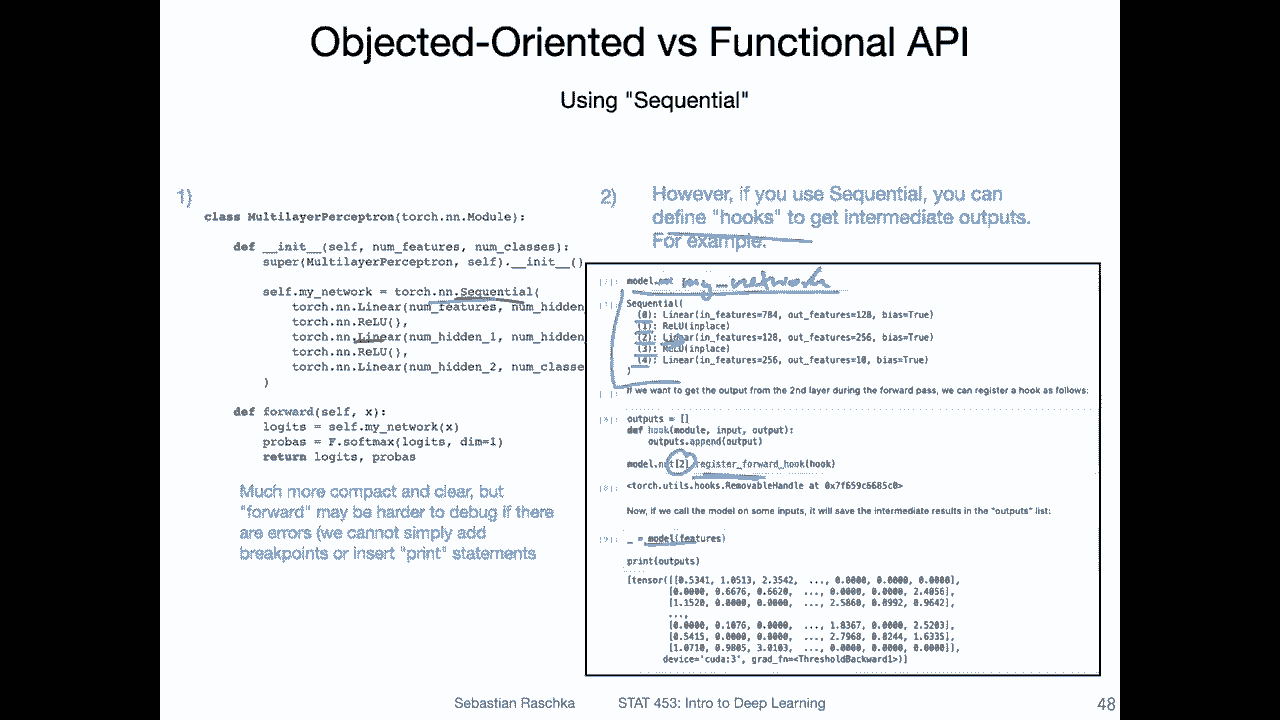 Objected-Oriented vs Functional API
Using "Sequential"
1)
class MultilayerPerceptron(torch.nn.Module):
def __init__(self, num_features, num_classes):
super(MultilayerPerceptron, self).__init__()
self.my_network = torch.nn.Sequential(
torch.nn.Linear(num_features, num_hidden
torch.nn.ReLU(),
torch.nn.Linear(num_hidden_1, num_hidden
torch.nn.ReLU(),
torch.nn.Linear(num_hidden_2, num_classe
)
def forward(self, x):
logits = self.my_network(x)
probas = F.softmax(logits, dim=1)
return logits, probas
Much more compact and clear, but
"forward" may be harder to debug if there
are errors (we cannot simply add
breakpoints or insert "print" statements
2)
However, if you use Sequential, you can
define "hooks" to get intermediate outputs.
For example:
[7]: model.net my_network
Sequential(
(0): Linear(in_features=784, out_features=128, bias=True)
(1): ReLU(inplace)
(2): Linear(in_features=128, out_features=256, bias=True)
(3): ReLU(inplace)
(4): Linear(in_features=256, out_features=10, bias=True)
)
If we want to get the output from the 2nd layer during the forward pass, we can register a hook as follows:
[8]: outputs = []
def hook(module, input, output):
outputs.append(output)
model.net[2].register_forward_hook(hook)
[8]: <torch.utils.hooks.RemovableHandle at 0x7f659c6685c0>
Now, if we call the model on some inputs, it will save the intermediate results in the "outputs" list:
[9]: _ = model(features)
print(outputs)
[tensor([[0.5341, 1.0513, 2.3542, ..., 0.0000, 0.0000, 0.0000],
[0.0000, 0.6676, 0.6620, ..., 0.0000, 0.0000, 2.4056],
[1.1520, 0.0000, 0.0000, ..., 2.5860, 0.8992, 0.9642],
...,
[0.0000, 0.1076, 0.0000, ..., 1.8367, 0.0000, 2.5203],
[0.5415, 0.0000, 0.0000, ..., 2.7968, 0.8244, 1.6335],
[1.0710, 0.9805, 3.0103, ..., 0.0000, 0.0000, 0.0000]],
device='cuda:3', grad_fn=<ThresholdBackward1>)]
Sebastian Raschka STAT 453: Intro to Deep Learning 48